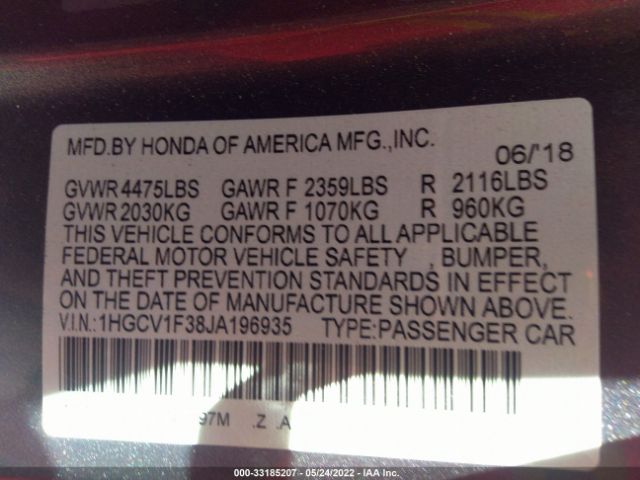 MFD.BY HONDA OF AMERICA MFG.,INC. 06/'18
GVWR 4475LBS GAWR F 2359LBS R 2116LBS
GVWR 2030KG GAWR F 1070KG R 960KG
THIS VEHICLE CONFORMS TO ALL APPLICABLE
FEDERAL MOTOR VEHICLE SAFETY , BUMPER,
AND THEFT PREVENTION STANDARDS IN EFFECT
ON THE DATE OF MANUFACTURE SHOWN ABOVE.
V.I.N.:1HGCV1F38JA196935 TYPE:PASSENGER CAR
97M .Z .A
000-33185207 - 05/24/2022 - IAA Inc.